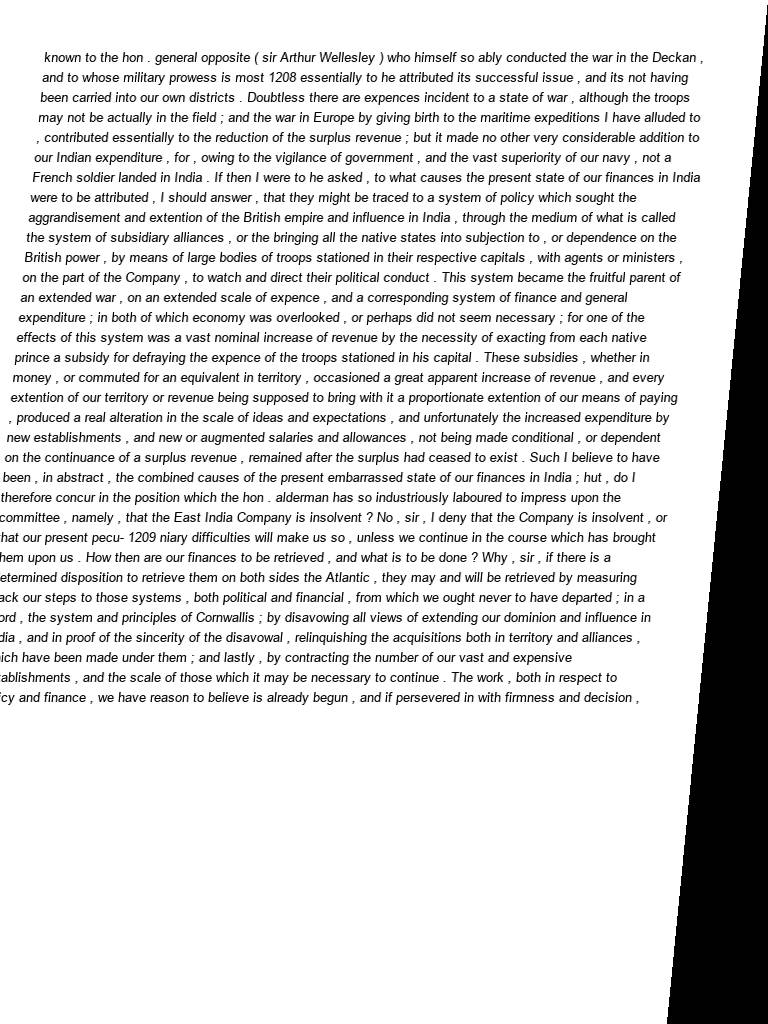 known to the hon . general opposite ( sir Arthur Wellesley ) who himself so ably conducted the war in the Deckan ,
and to whose military prowess is most 1208 essentially to he attributed its successful issue , and its not having
been carried into our own districts . Doubtless there are expences incident to a state of war , although the troops
may not be actually in the field ; and the war in Europe by giving birth to the maritime expeditions I have alluded to
, contributed essentially to the reduction of the surplus revenue ; but it made no other very considerable addition to
our Indian expenditure , for , owing to the vigilance of government , and the vast superiority of our navy , not a
French soldier landed in India . If then I were to he asked , to what causes the present state of our finances in India
were to be attributed , I should answer , that they might be traced to a system of policy which sought the
aggrandisement and extention of the British empire and influence in India , through the medium of what is called
the system of subsidiary alliances , or the bringing all the native states into subjection to , or dependence on the
British power , by means of large bodies of troops stationed in their respective capitals , with agents or ministers ,
on the part of the Company , to watch and direct their political conduct . This system became the fruitful parent of
an extended war , on an extended scale of expence , and a corresponding system of finance and general
expenditure ; in both of which economy was overlooked , or perhaps did not seem necessary ; for one of the
effects of this system was a vast nominal increase of revenue by the necessity of exacting from each native
prince a subsidy for defraying the expence of the troops stationed in his capital . These subsidies , whether in
money , or commuted for an equivalent in territory , occasioned a great apparent increase of revenue , and every
extention of our territory or revenue being supposed to bring with it a proportionate extention of our means of paying
, produced a real alteration in the scale of ideas and expectations , and unfortunately the increased expenditure by
new establishments , and new or augmented salaries and allowances , not being made conditional , or dependent
on the continuance of a surplus revenue , remained after the surplus had ceased to exist . Such I believe to have
been , in abstract , the combined causes of the present embarrassed state of our finances in India ; hut , do I
therefore concur in the position which the hon . alderman has so industriously laboured to impress upon the
committee , namely , that the East India Company is insolvent ? No , sir , I deny that the Company is insolvent , or
hat our present pecu- 1209 niary difficulties will make us so , unless we continue in the course which has brought
hem upon us . How then are our finances to be retrieved , and what is to be done ? Why , sir , if there is a
etermined disposition to retrieve them on both sides the Atlantic , they may and will be retrieved by measuring
ack our steps to those systems , both political and financial , from which we ought never to have departed ; in a
ord , the system and principles of Cornwallis ; by disavowing all views of extending our dominion and influence in
dia , and in proof of the sincerity of the disavowal , relinquishing the acquisitions both in territory and alliances ,
ich have been made under them ; and lastly , by contracting the number of our vast and expensive
tablishments , and the scale of those which it may be necessary to continue . The work , both in respect to
icy and finance , we have reason to believe is already begun , and if persevered in with firmness and decision ,